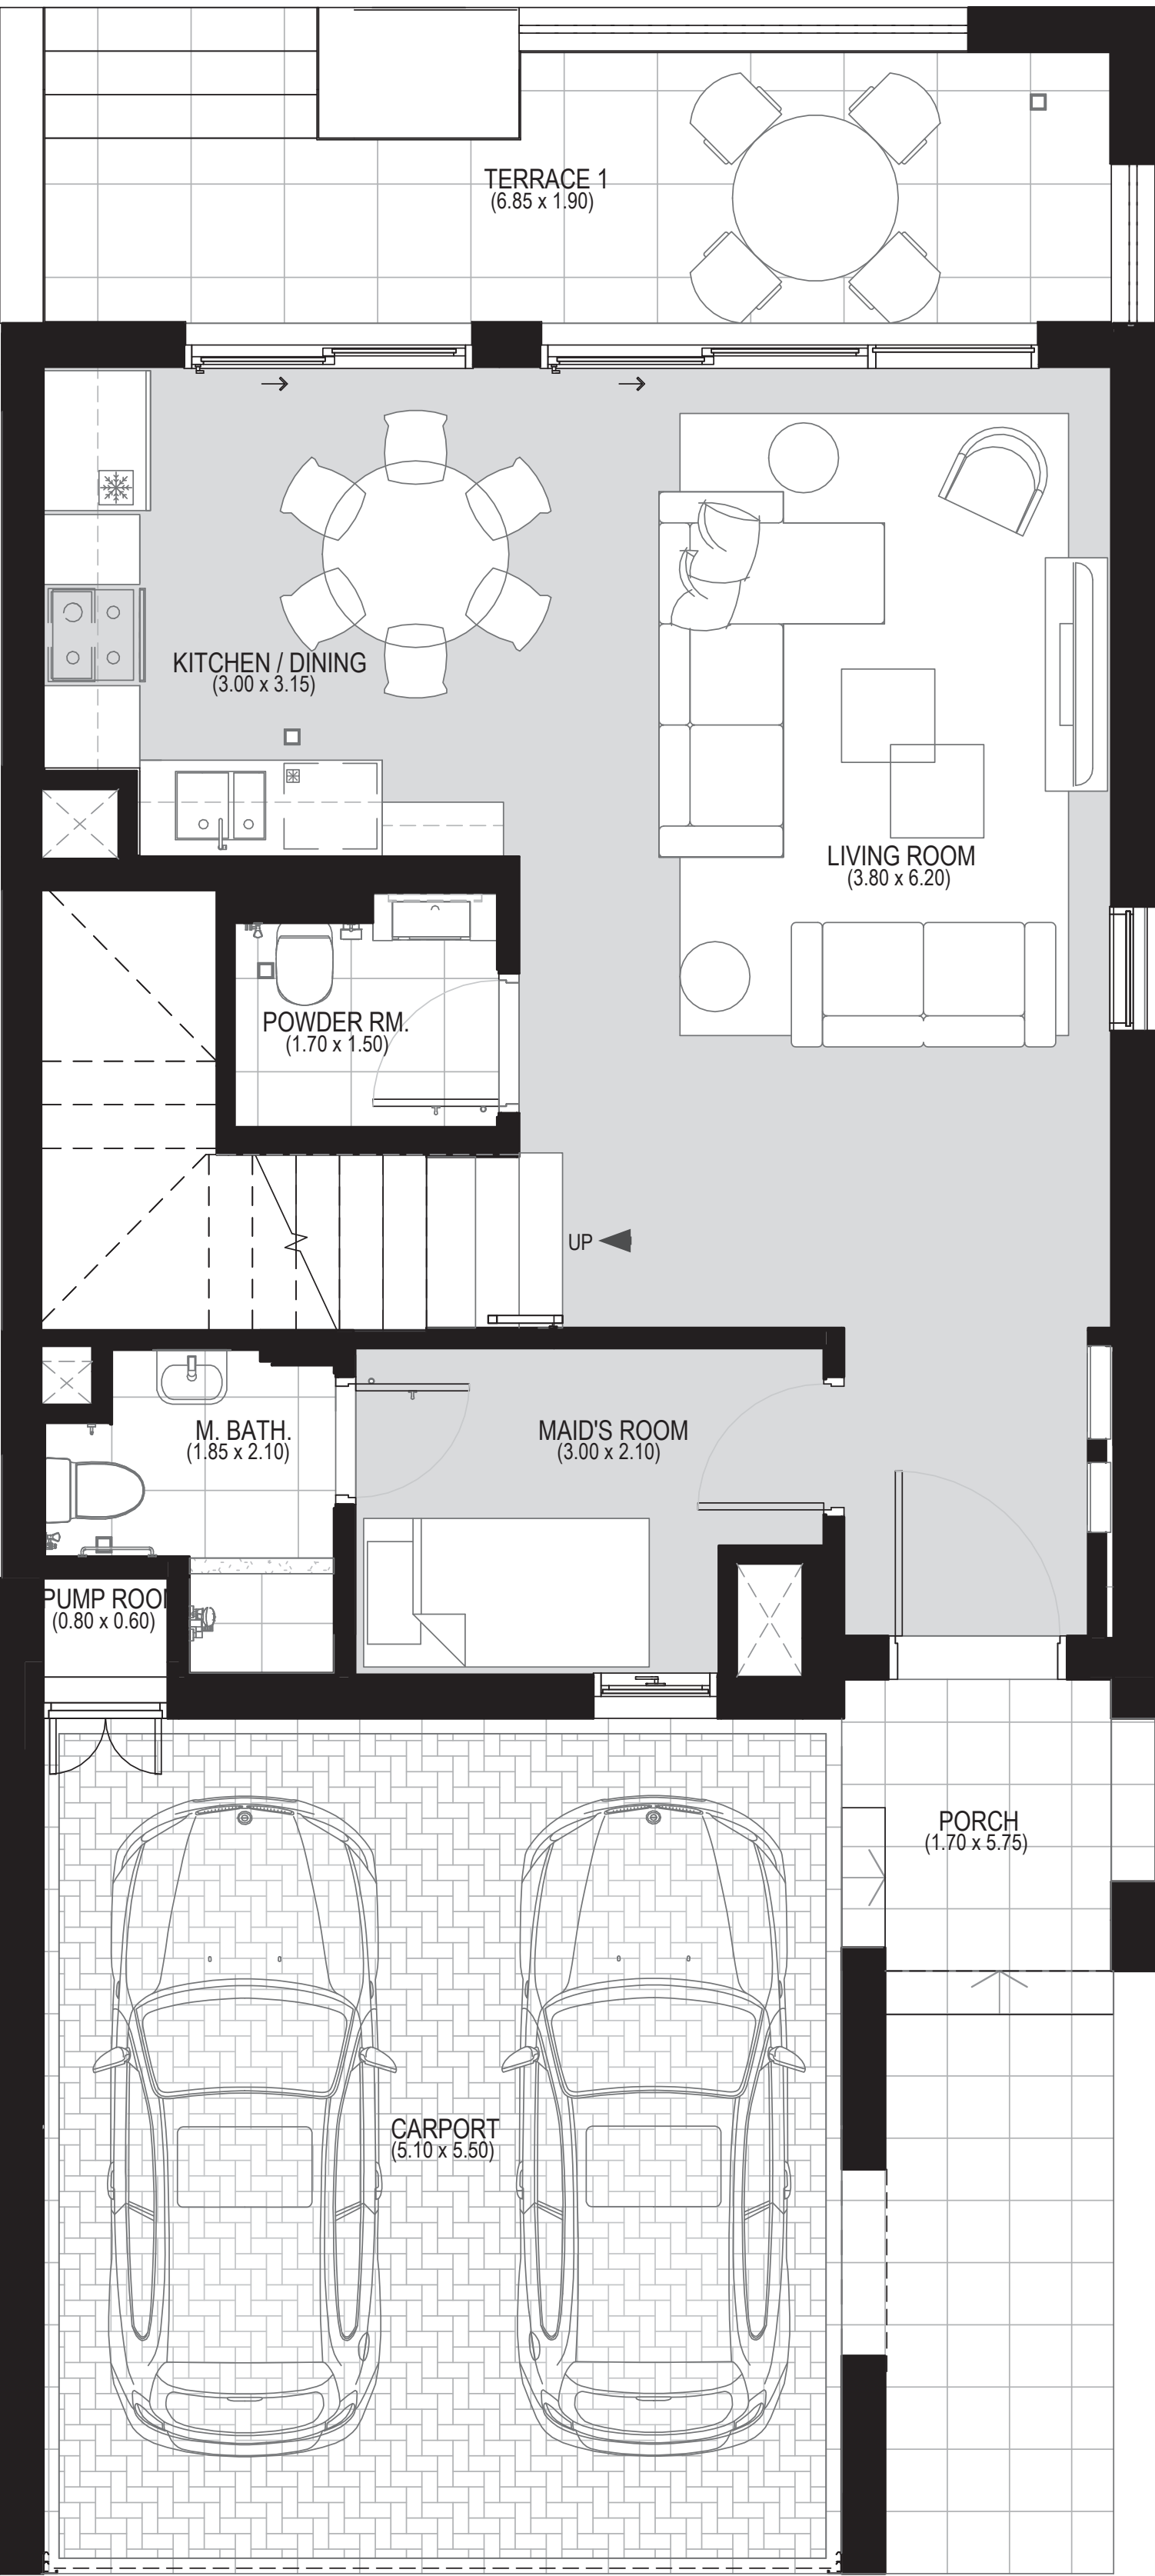 TERRACE 1
(6.85 x 1.90)
KITCHEN / DINING
(3.00 x 3.15)
LIVING ROOM
(3.80 x 6.20)
POWDER RM.
(1.70 x 1.50)
UP
M. BATH.
(1.85 x 2.10)
MAID'S ROOM
(3.00 x 2.10)
PUMP ROO
(0.80 x 0.60)
PORCH
(1.70 x 5.75)
CARPORT
(5.10 x 5.50)